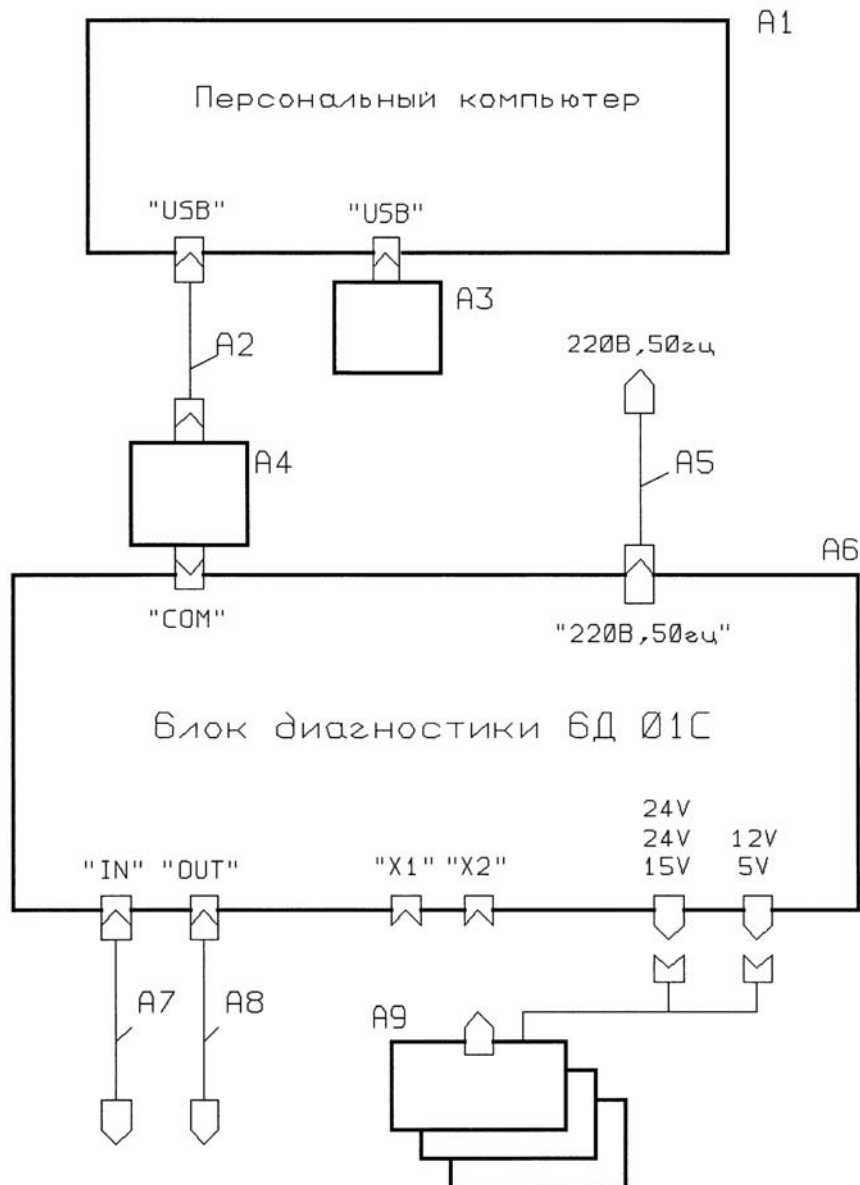 A1
Персональный компьютер
"USB"
"USB"
A3
A2
220В,50гц
A4
A5
A6
"COM"
"220В,50гц"
Блок диагностики БД 01С
24V
24V
12V
"IN"
"OUT"
"X1"
"X2"
15V
5V
A7
A8
A9